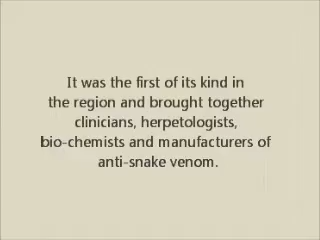 It was the first of its kind in
the region and brought together
clinicians, herpetologists,
bio-chemists and manufacturers of
anti-snake venom.